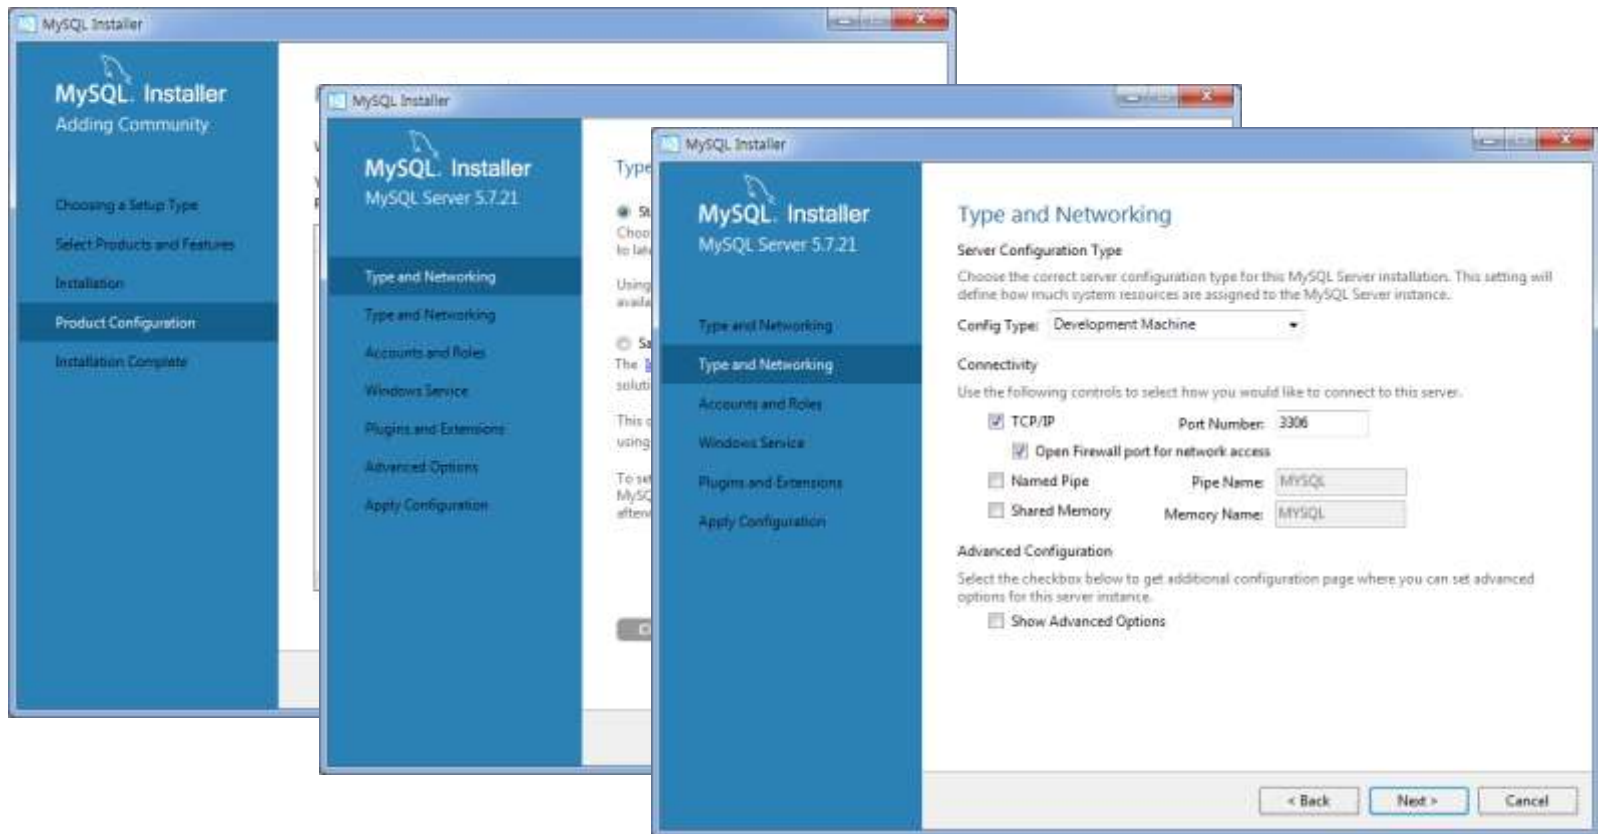 MySQL Installer
MySQL. Installer
Adding Community
Choosing a Setup Type
Select Products and Features
Installation
Product Configuration
Installation Complete
MySQL Installer
MySQL. Installer
MySQL Server 5.7.21
Type and Networking
Type and Networking
Accounts and Roles
Windows Service
Plugins and Extensions
Advanced Options
Apply Configuration
Type
Using
The
This
using
MySQL Installer
MySQL. Installer
MySQL Server 5.7.21
Type and Networking
Type and Networking
Accounts and Roles
Windows Service
Plugins and Extensions
Apply Configuration
Type and Networking
Server Configuration Type
Choose the correct server configuration type for this MySQL Server installation. This setting will
define how much system resources are assigned to the MySQL Server instance.
Config Type: Development Machine
Connectivity
Use the following controls to select how you would like to connect to this server.
TCP/IP Port Number: 3306
Open Firewall port for network access
Named Pipe Pipe Name: MYSQL
Shared Memory Memory Name: MYSQL
Advanced Configuration
Select the checkbox below to get additional configuration page where you can set advanced
options for this server instance.
Show Advanced Options
< Back Next > Cancel